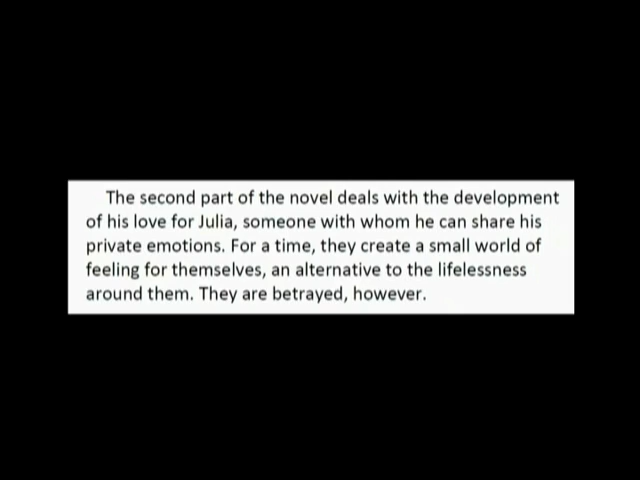 The second part of the novel deals with the development
of his love for Julia, someone with whom he can share his
private emotions. For a time, they create a small world of
feeling for themselves, an alternative to the lifelessness
around them. They are betrayed, however.